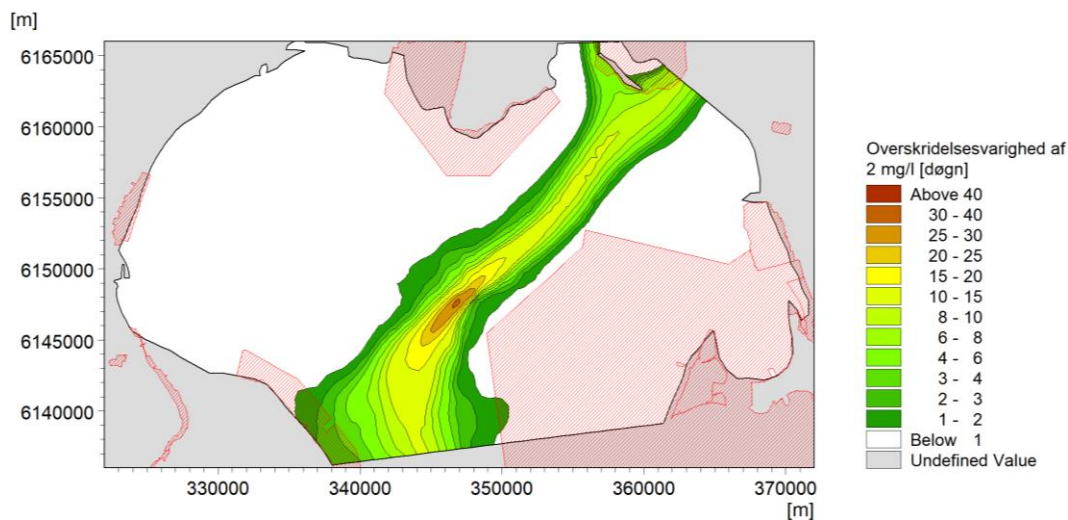 [m]
6165000
6160000
6155000
6150000
6145000
6140000
330000 340000 350000 360000 370000
[m]
Overskridelsesvarighed af
2 mg/l [døgn]
Above 40
30 - 40
25 - 30
20 - 25
15 - 20
10 - 15
8 - 10
6 - 8
4 - 6
3 - 4
2 - 3
1 - 2
Below 1
Undefined Value